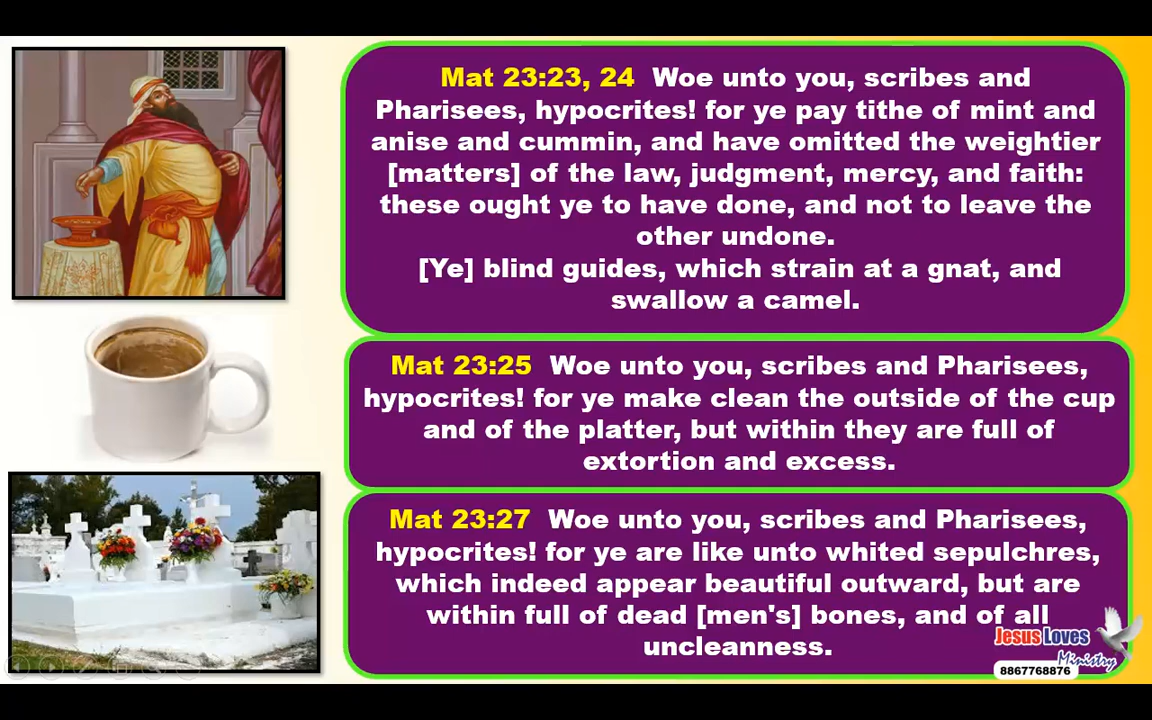 Mat 23:23, 24 Woe unto you, scribes and
Pharisees, hypocrites! for ye pay tithe of mint and
anise and cummin, and have omitted the weightier
[matters] of the law, judgment, mercy, and faith:
these ought ye to have done, and not to leave the
other undone.
[Ye] blind guides, which strain at a gnat, and
swallow a camel.
Mat 23:25 Woe unto you, scribes and Pharisees,
hypocrites! for ye make clean the outside of the cup
and of the platter, but within they are full of
extortion and excess.
Mat 23:27 Woe unto you, scribes and Pharisees,
hypocrites! for ye are like unto whited sepulchres,
which indeed appear beautiful outward, but are
within full of dead [men's] bones, and of all
uncleanness.
Jesus Loves
Ministry
8867768876